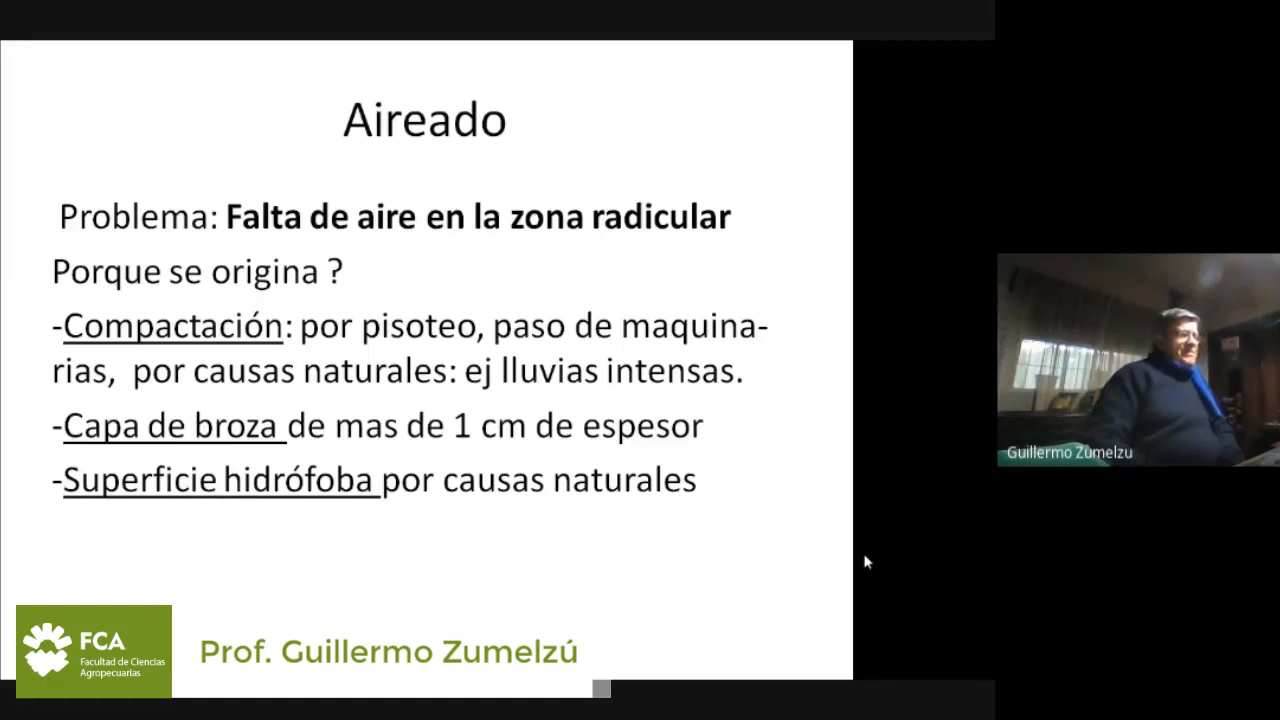 Aireado
Problema: Falta de aire en la zona radicular
Porque se origina ?
-Compactación: por pisoteo, paso de maquina-
rias, por causas naturales: ej lluvias intensas.
-Capa de broza de mas de 1 cm de espesor
-Superficie hidrófoba por causas naturales
Guillermo Zumelzu
FCA
Facultad de Ciencias
Agropecuarias
Prof. Guillermo Zumelzú